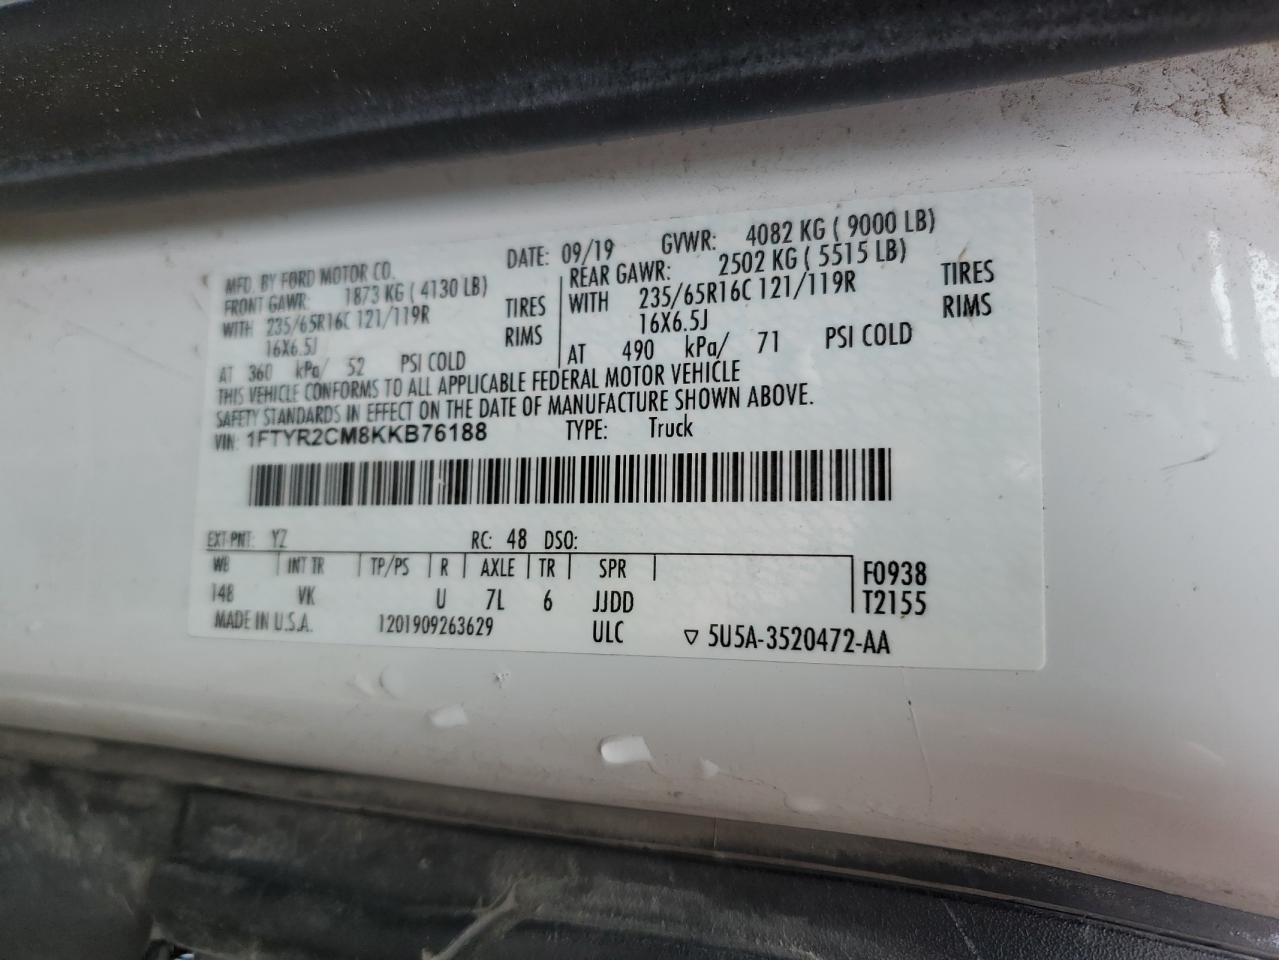 MFD. BY FORD MOTOR CO. DATE: 09/19 GVWR: 4082 KG ( 9000 LB)
FRONT GAWR: 1873 KG ( 4130 LB) REAR GAWR: 2502 KG ( 5515 LB)
WITH 235/65R16C 121/119R TIRES WITH 235/65R16C 121/119R TIRES
16X6.5J RIMS 16X6.5J RIMS
AT 360 kPa/ 52 PSI COLD AT 490 kPa/ 71 PSI COLD
THIS VEHICLE CONFORMS TO ALL APPLICABLE FEDERAL MOTOR VEHICLE
SAFETY STANDARDS IN EFFECT ON THE DATE OF MANUFACTURE SHOWN ABOVE.
VIN: 1FTYR2CM8KKB76188 TYPE: Truck
EXT PNT: YZ RC: 48 DSO:
WB INT TR TP/PS R AXLE TR SPR F0938
148 VK U 7L 6 JJDD T2155
MADE IN U.S.A. 1201909263629 ULC ▽ 5U5A-3520472-AA